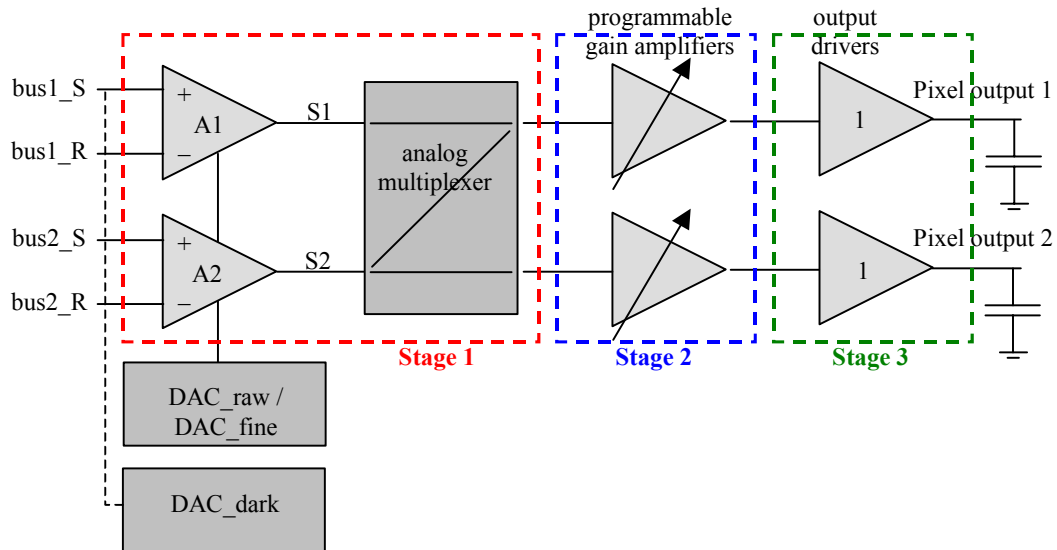 programmable
gain amplifiers
output
drivers
bus1_S
+
A1
S1
bus1_R
−
analog
multiplexer
1
Pixel output 1
bus2_S
+
A2
S2
bus2_R
−
1
Pixel output 2
Stage 1
Stage 2
Stage 3
DAC_raw /
DAC_fine
DAC_dark